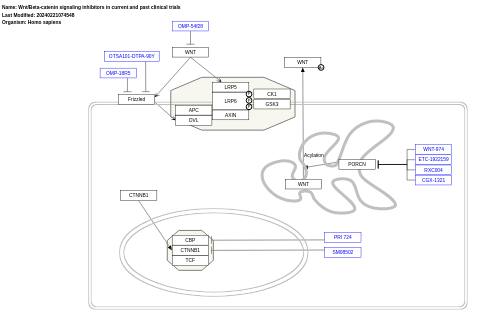 Name: Wnt/Beta-catenin signaling inhibitors in current and past clinical trials
Last Modified: 20240221074548
Organism: Homo sapiens
OMP-54F28
WNT
OTSA101-DTPA-90Y
OMP-18R5
Frizzled
LRP5
LRP6
AXIN
P
P
P
CK1
GSK3
APC
DVL
WNT
Acylation
PORCN
WNT
WNT-974
ETC-1922159
RXC004
CGX-1321
CTNNB1
CBP
CTNNB1
TCF
PRI 724
SM08502